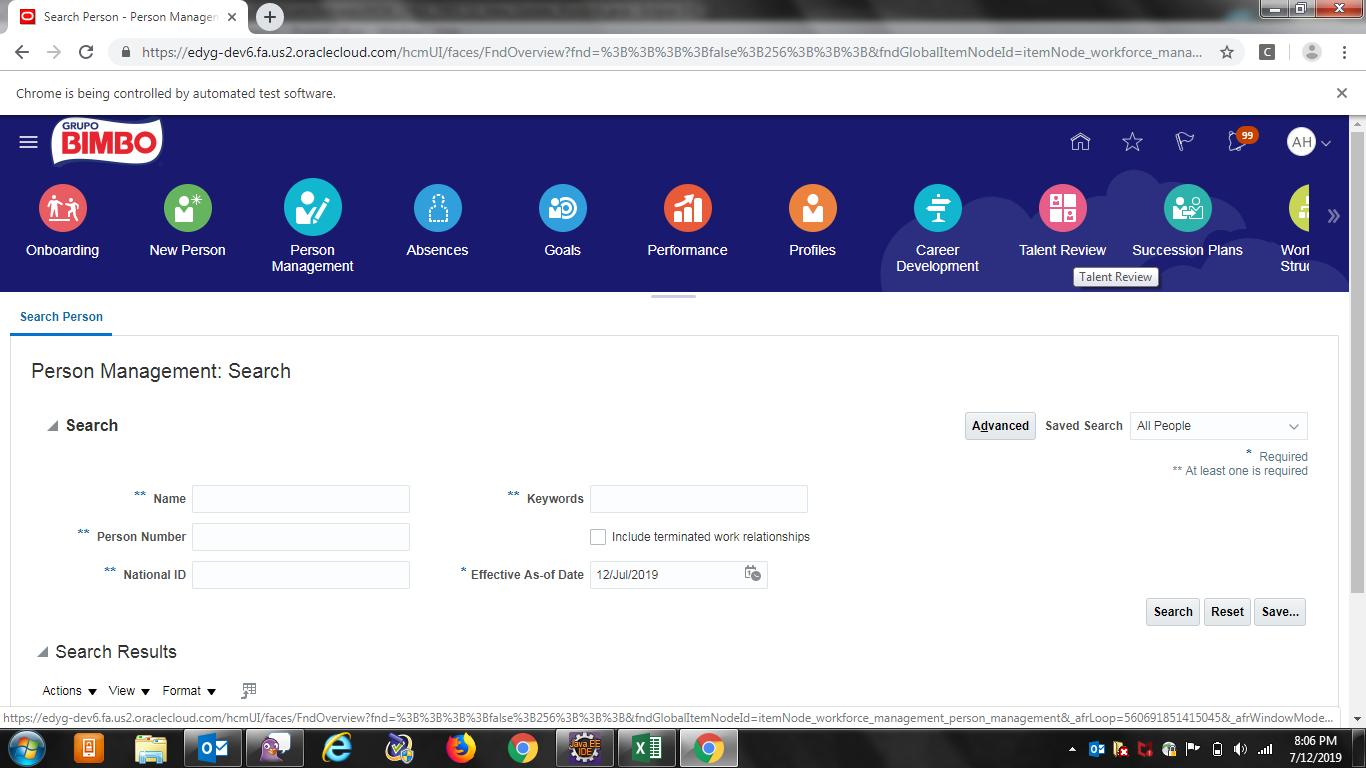 Search Person - Person Managen
https://edyg-dev6.fa.us2.oraclecloud.com/hcmUI/faces/FndOverview?fnd=%3B%3B%3B%3Bfalse%3B256%3B%3B%3B&fndGlobalItemNodeId=itemNode_workforce_mana...
C
Chrome is being controlled by automated test software.
GRUPO
BIMBO
99
AH
Onboarding
New Person
Person
Management
Absences
Goals
Performance
Profiles
Career
Development
Talent Review
Succession Plans
Worl
Struc
Talent Review
Search Person
Person Management: Search
Search
Advanced Saved Search All People
* Required
** At least one is required
** Name
** Keywords
** Person Number
Include terminated work relationships
** National ID
* Effective As-of Date 12/Jul/2019
Search Reset Save...
Search Results
Actions View Format
https://edyg-dev6.fa.us2.oraclecloud.com/hcmUI/faces/FndOverview?fnd=%3B%3B%3B%3Bfalse%3B256%3B%3B%3B&fndGlobalItemNodeId=itemNode_workforce_management_person_management&_afrLoop=560691851415045&_afrWindowMode...
Java EE
IDE
8:06 PM
7/12/2019